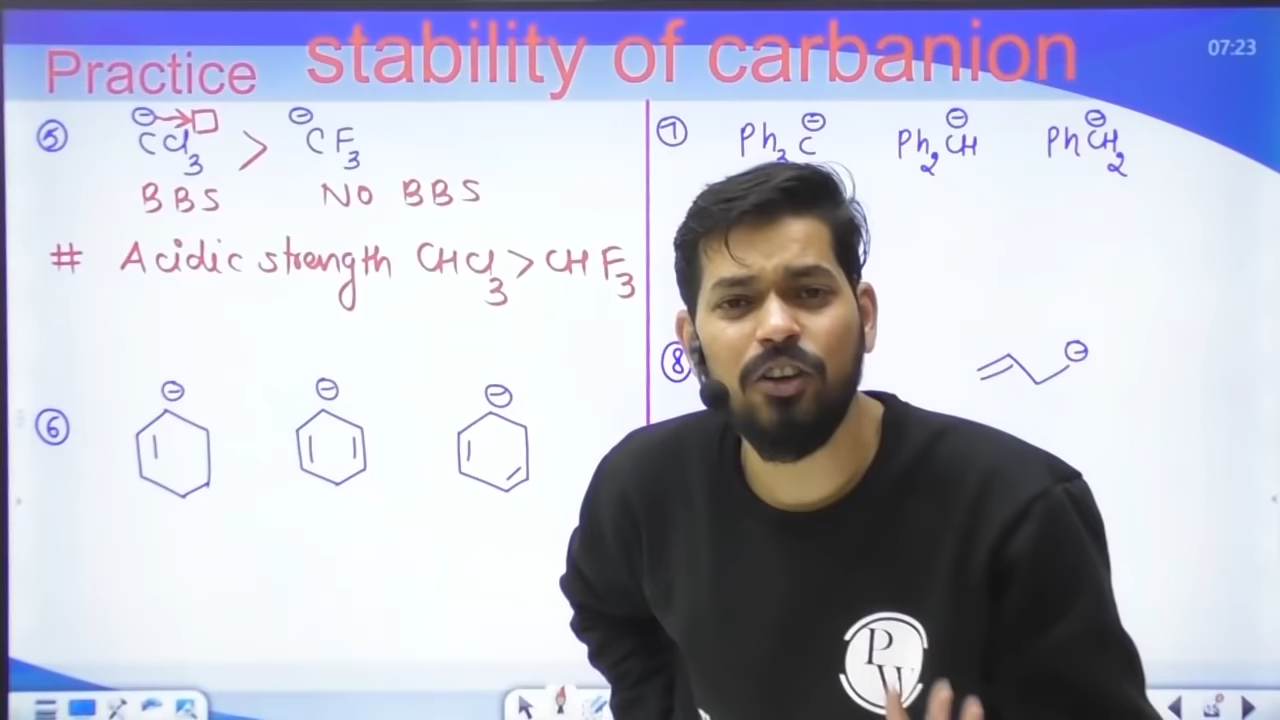 Practice stability of carbanion
07:23
⑤ ⊖CCl3 > ⊖CF3
BBS NO BBS
# Acidic strength CHCl3 > CHF3
⑥ ⊖ ⊖ ⊖
⑦ Ph3C⊖ Ph2CH⊖ PhCH2⊖
⑧ ⊖
PW